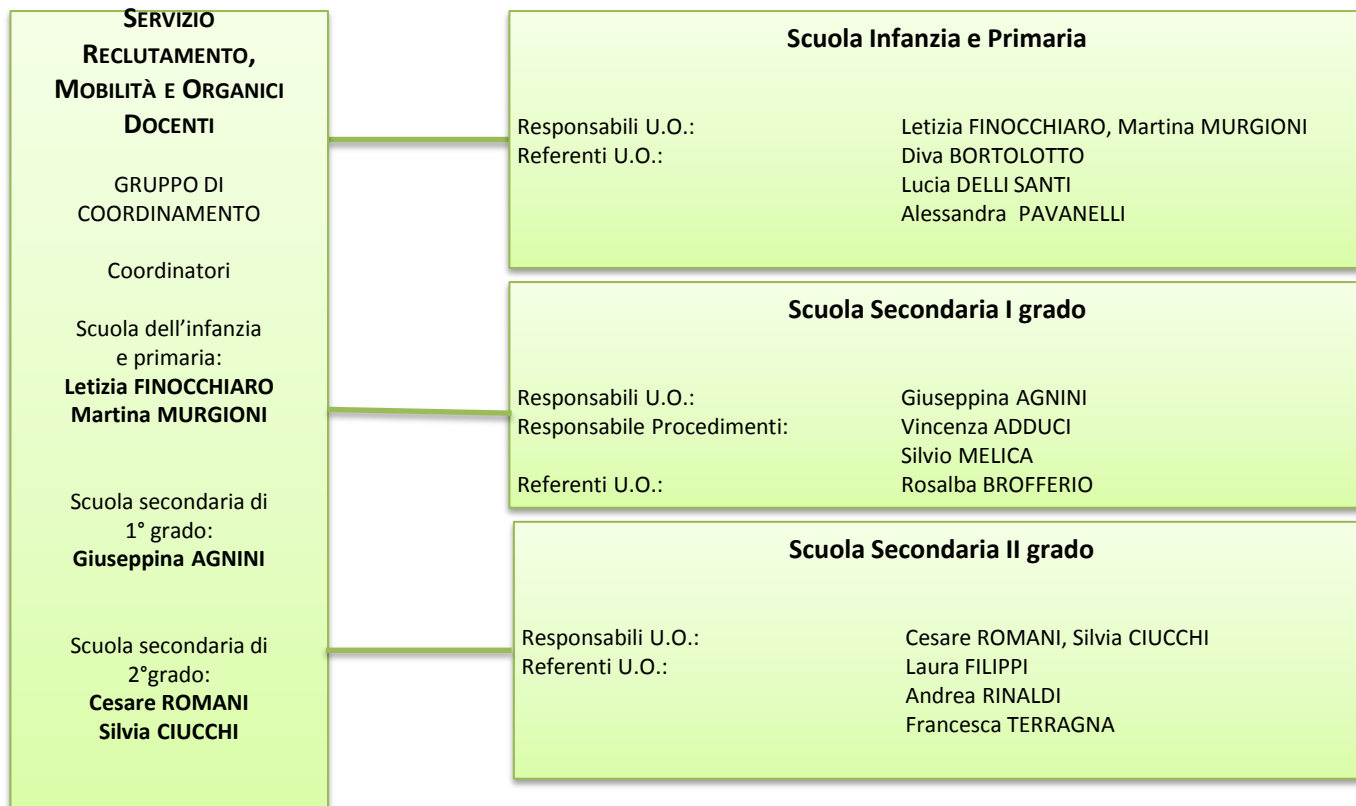 SERVIZIO
RECLUTAMENTO,
MOBILITÀ E ORGANICI
DOCENTI
GRUPPO DI
COORDINAMENTO
Coordinatori
Scuola dell’infanzia
e primaria:
Letizia FINOCCHIARO
Martina MURGIONI
Scuola secondaria di
1° grado:
Giuseppina AGNINI
Scuola secondaria di
2°grado:
Cesare ROMANI
Silvia CIUCCHI
Scuola Infanzia e Primaria
Responsabili U.O.: Letizia FINOCCHIARO, Martina MURGIONI
Referenti U.O.: Diva BORTOLOTTO
Lucia DELLI SANTI
Alessandra PAVANELLI
Scuola Secondaria I grado
Responsabili U.O.: Giuseppina AGNINI
Responsabile Procedimenti: Vincenza ADDUCI
Silvio MELICA
Referenti U.O.: Rosalba BROFFERIO
Scuola Secondaria II grado
Responsabili U.O.: Cesare ROMANI, Silvia CIUCCHI
Referenti U.O.: Laura FILIPPI
Andrea RINALDI
Francesca TERRAGNA